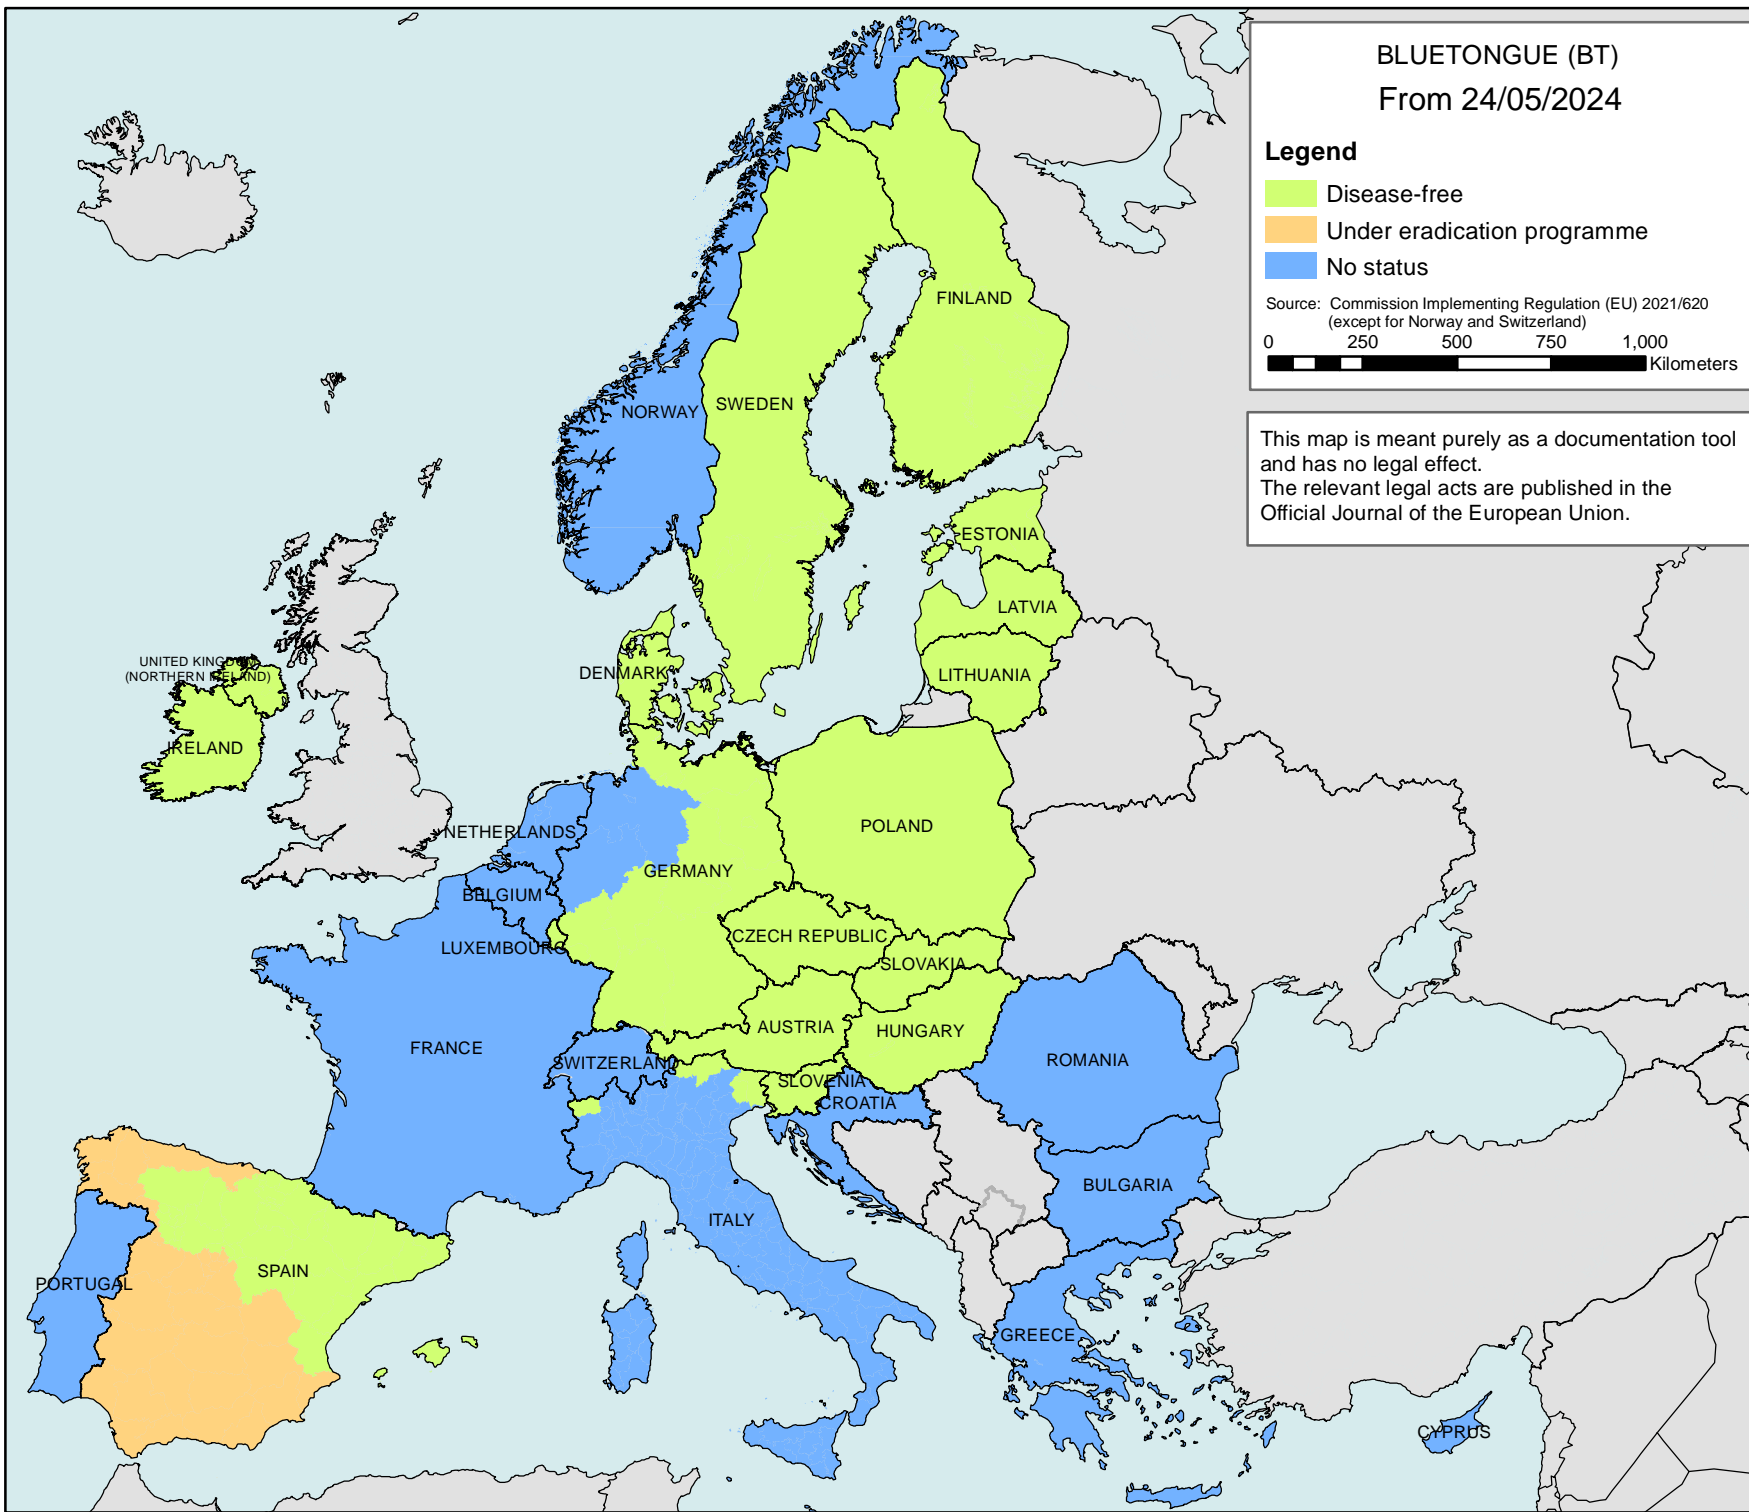 BLUETONGUE (BT)
From 24/05/2024
Legend
Disease-free
Under eradication programme
No status
Source: Commission Implementing Regulation (EU) 2021/620
(except for Norway and Switzerland)
0 250 500 750 1,000
Kilometers
This map is meant purely as a documentation tool
and has no legal effect.
The relevant legal acts are published in the
Official Journal of the European Union.
FINLAND
NORWAY
SWEDEN
ESTONIA
LATVIA
UNITED KINGDOM
(NORTHERN IRELAND)
DENMARK
LITHUANIA
IRELAND
NETHERLANDS
POLAND
GERMANY
BELGIUM
CZECH REPUBLIC
LUXEMBOURG
SLOVAKIA
AUSTRIA
HUNGARY
FRANCE
SWITZERLAND
ROMANIA
SLOVENIA
CROATIA
BULGARIA
ITALY
SPAIN
PORTUGAL
GREECE
CYPRUS